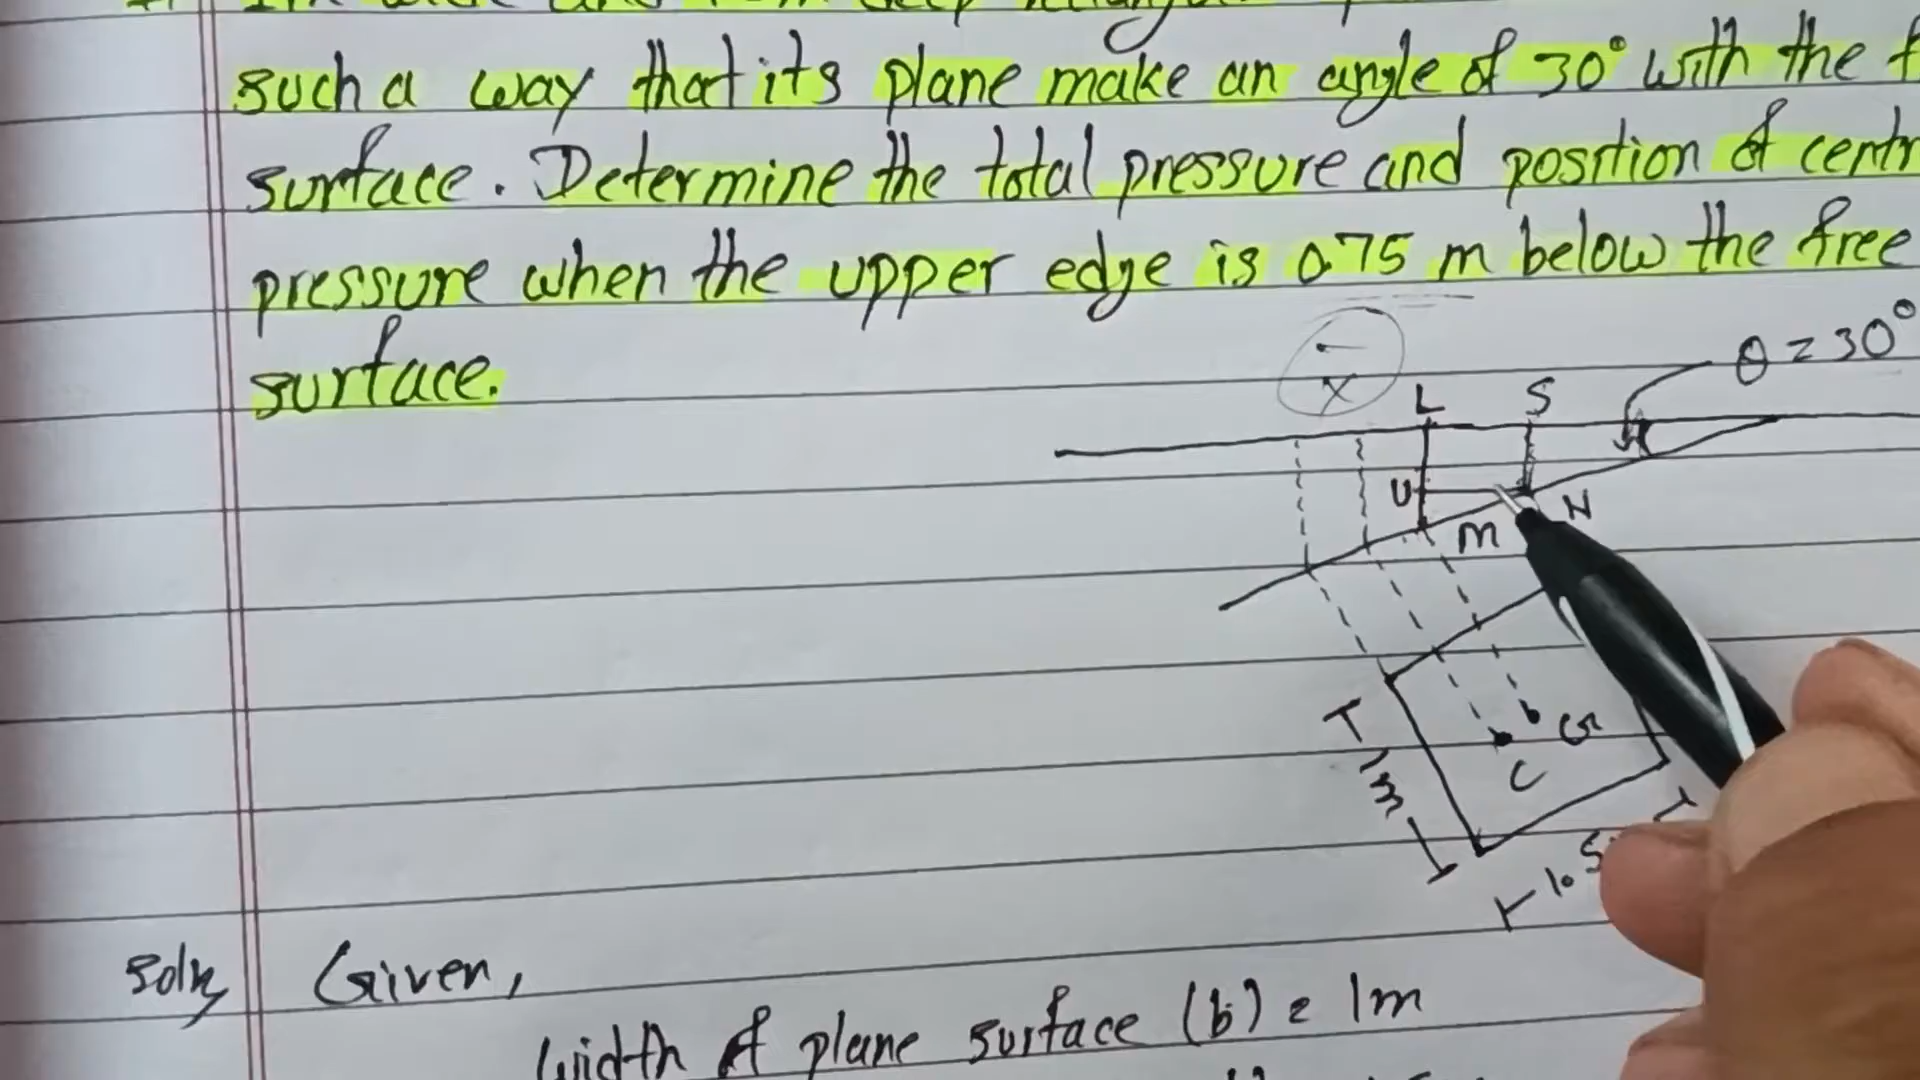 such a way that its plane make an angle of 30° with the
surface. Determine the total pressure and position of centr
pressure when the upper edge is 0.75 m below the free
surface.
θ = 30°
L S
U
M N
G
C
1m
1.5
Soln Given,
Width of plane surface (b) = 1m